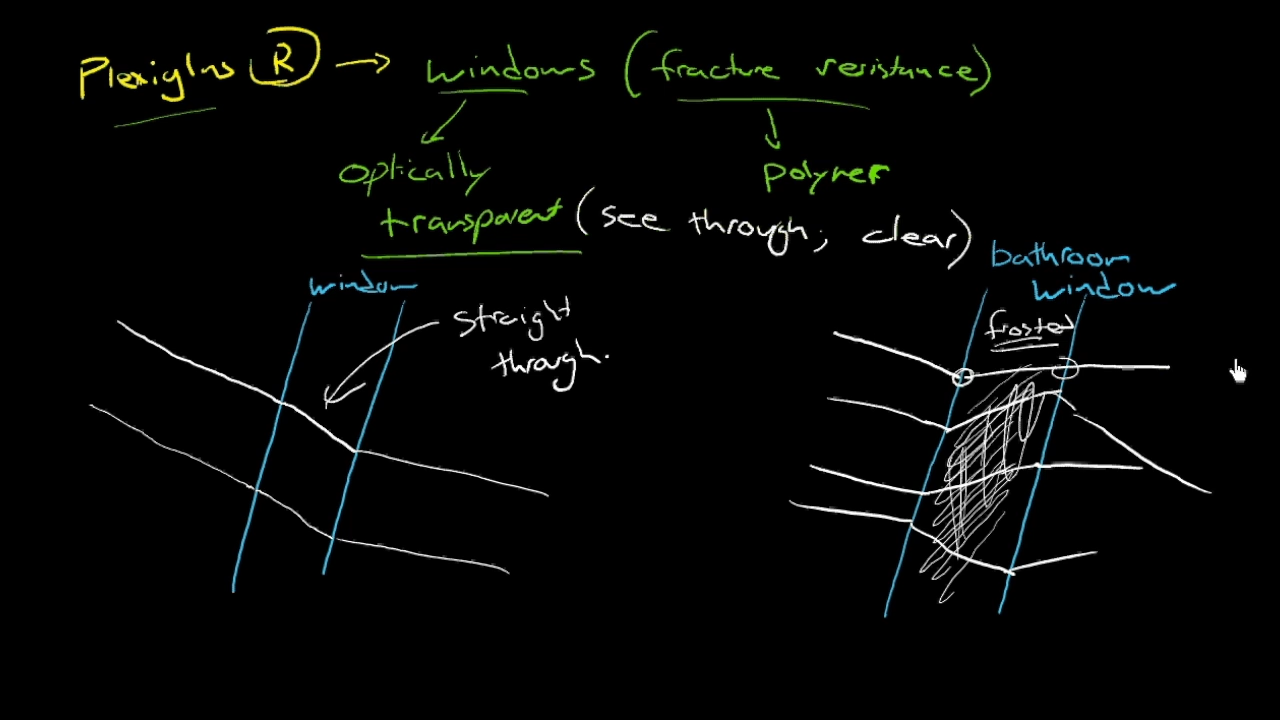 Plexiglas ® → windows (fracture resistance)
optically
transparent (see through; clear)
polymer
window
straight
through.
bathroom
window
frosted